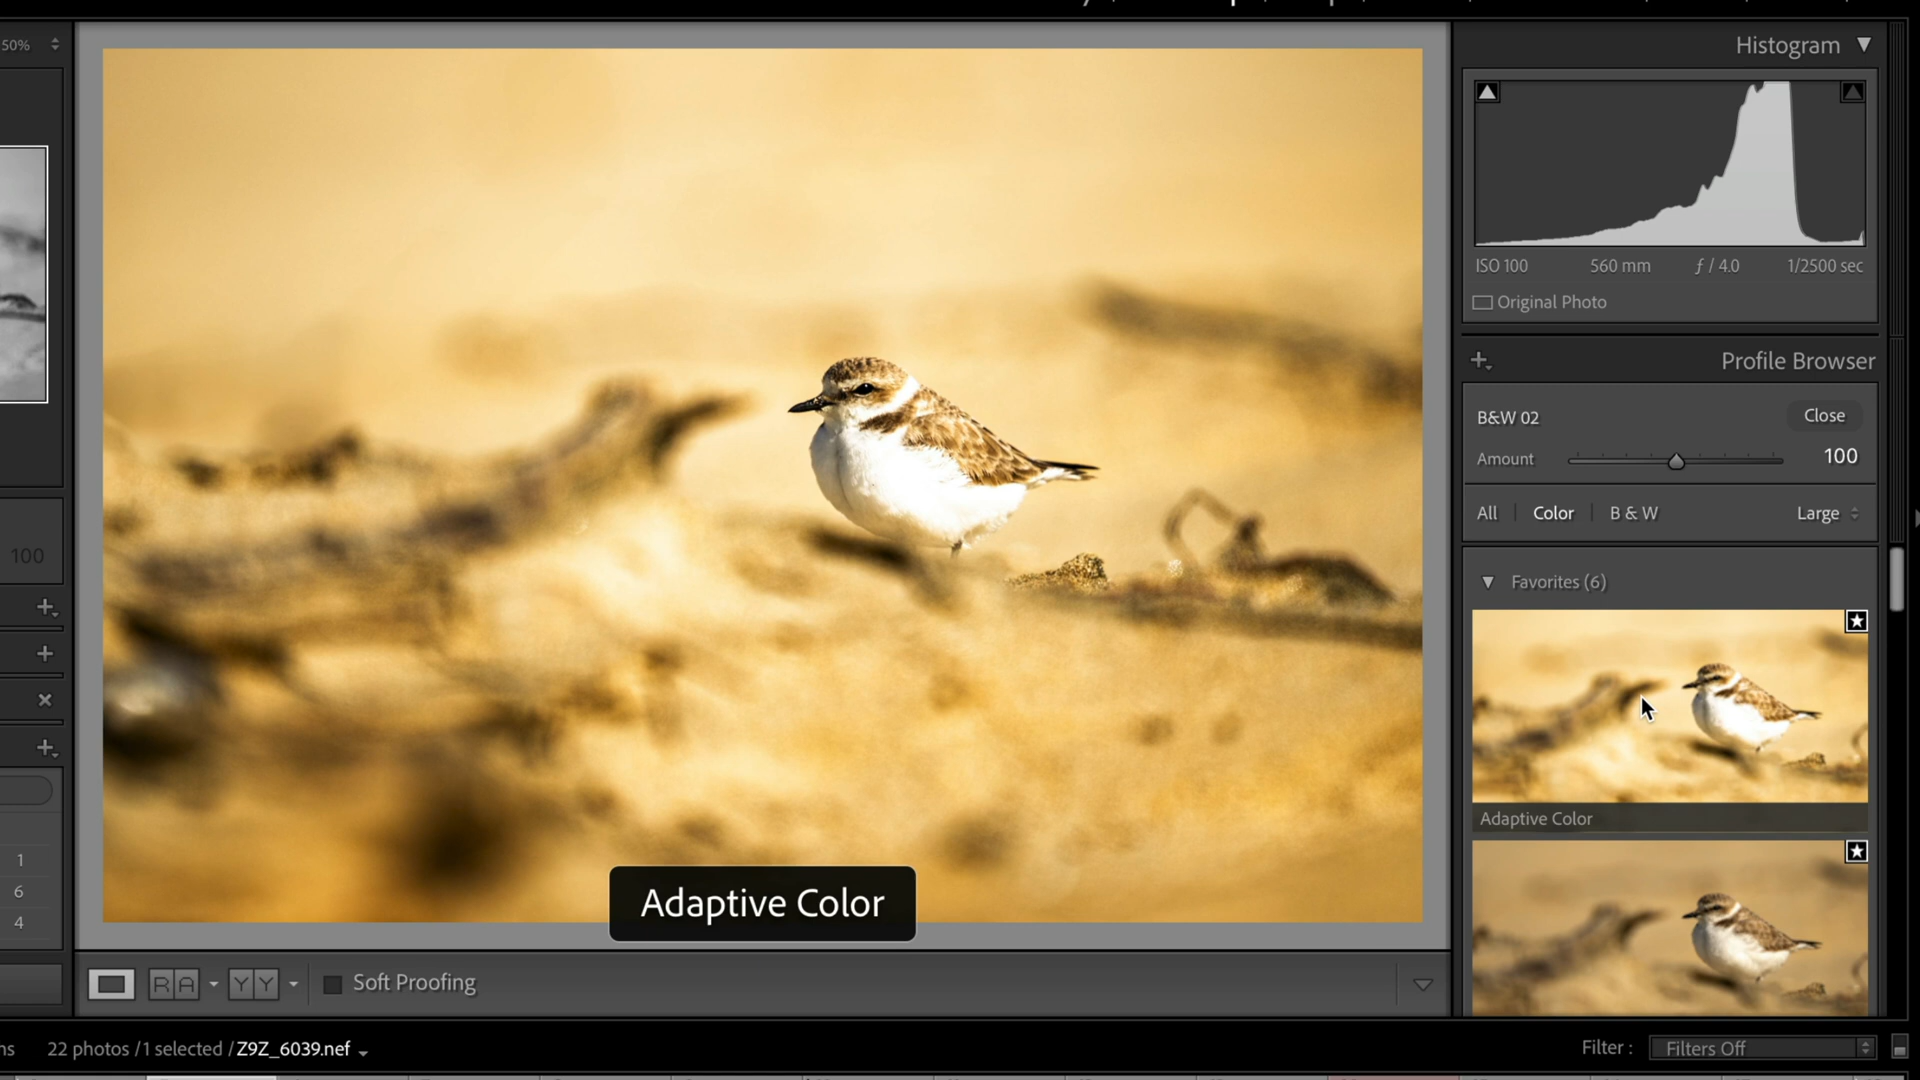 50%
Histogram
ISO 100 560 mm ƒ / 4.0 1/2500 sec
Original Photo
Profile Browser
B&W 02 Close
Amount 100
All Color B & W Large
Favorites (6)
100
Adaptive Color
1
6
4
Adaptive Color
R A Y Y Soft Proofing
22 photos / 1 selected / Z9Z_6039.nef
Filter : Filters Off